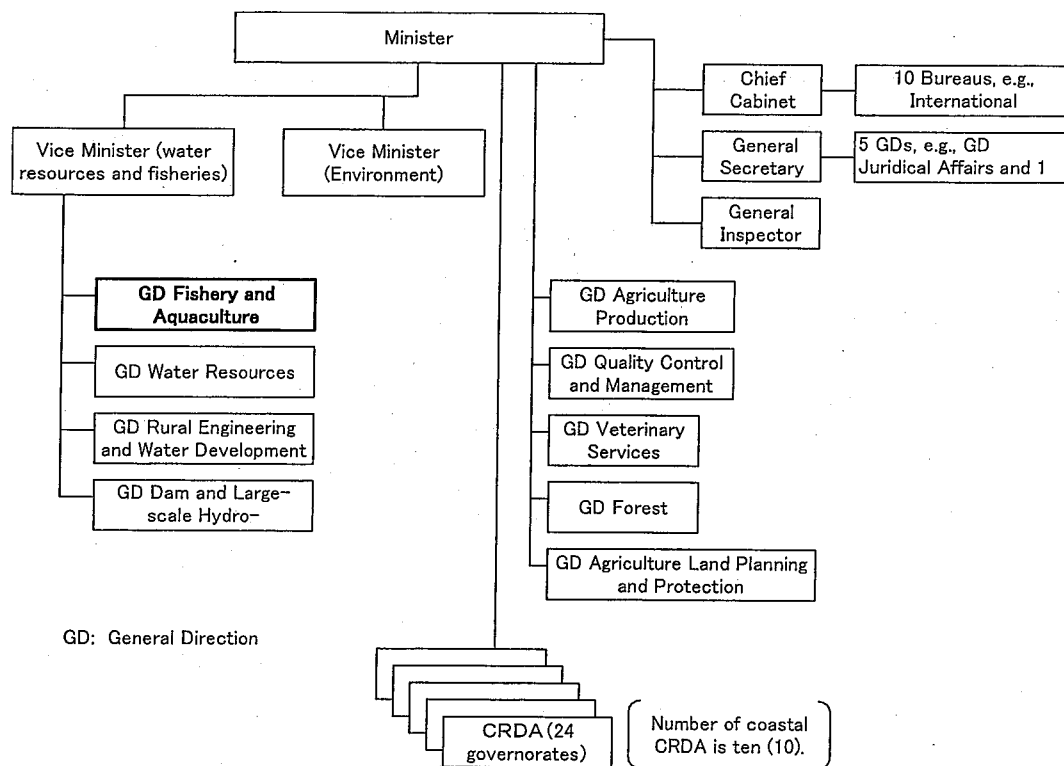 Minister
Chief
Cabinet
10 Bureaus, e.g.,
International
Vice Minister (water
resources and fisheries)
Vice Minister
(Environment)
General
Secretary
5 GDs, e.g., GD
Juridical Affairs and 1
General
Inspector
GD Fishery and
Aquaculture
GD Water Resources
GD Rural Engineering
and Water Development
GD Dam and Large-
scale Hydro-
GD Agriculture
Production
GD Quality Control
and Management
GD Veterinary
Services
GD Forest
GD Agriculture Land Planning
and Protection
GD: General Direction
CRDA (24
governorates)
Number of coastal
CRDA is ten (10).